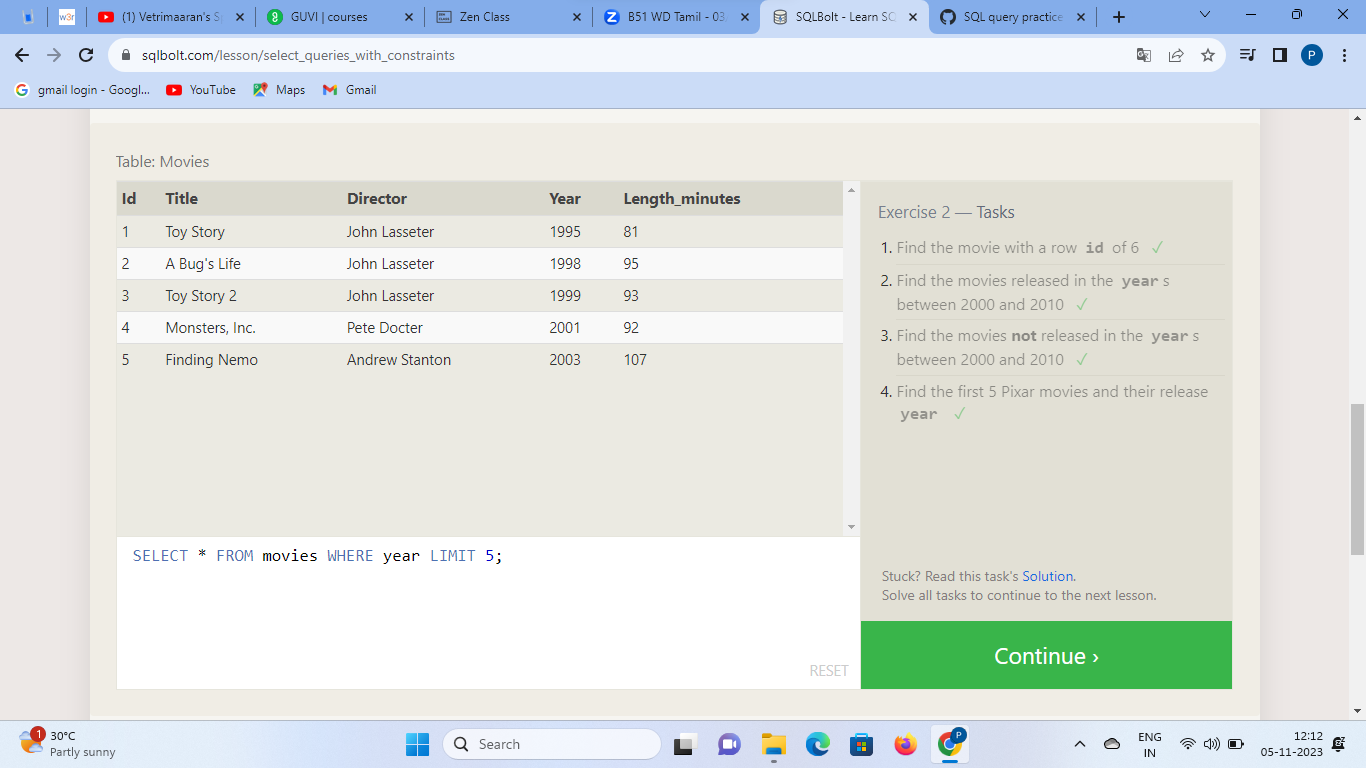 w3r
(1) Vetrimaaran's S
GUVI | courses
Zen Class
B51 WD Tamil - 03
SQLBolt - Learn SQ
SQL query practice
sqlbolt.com/lesson/select_queries_with_constraints
P
gmail login - Googl...
YouTube
Maps
Gmail
Table: Movies
Id Title Director Year Length_minutes
1 Toy Story John Lasseter 1995 81
2 A Bug's Life John Lasseter 1998 95
3 Toy Story 2 John Lasseter 1999 93
4 Monsters, Inc. Pete Docter 2001 92
5 Finding Nemo Andrew Stanton 2003 107
SELECT * FROM movies WHERE year LIMIT 5;
RESET
Exercise 2 — Tasks
1. Find the movie with a row id of 6 ✓
2. Find the movies released in the year s
between 2000 and 2010 ✓
3. Find the movies not released in the year s
between 2000 and 2010 ✓
4. Find the first 5 Pixar movies and their release
year ✓
Stuck? Read this task's Solution.
Solve all tasks to continue to the next lesson.
Continue ›
1
30°C
Partly sunny
Search
P
ENG
IN
12:12
05-11-2023